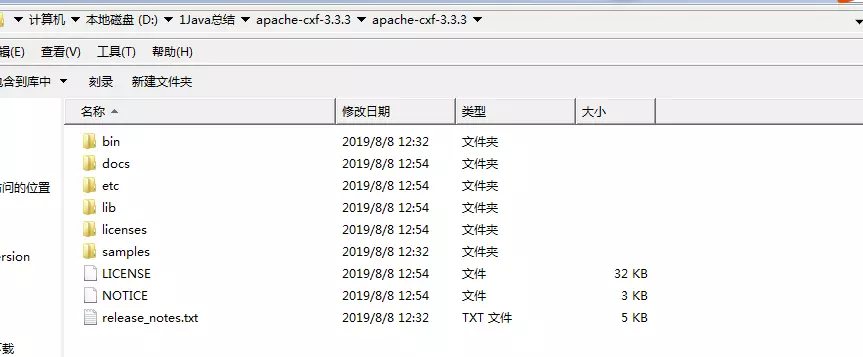 计算机 本地磁盘 (D:) 1Java总结 apache-cxf-3.3.3 apache-cxf-3.3.3
辑(E) 查看(V) 工具(T) 帮助(H)
含到库中 刻录 新建文件夹
名称 修改日期 类型 大小
bin 2019/8/8 12:32 文件夹
docs 2019/8/8 12:54 文件夹
etc 2019/8/8 12:54 文件夹
问的位置
lib 2019/8/8 12:54 文件夹
licenses 2019/8/8 12:54 文件夹
samples 2019/8/8 12:32 文件夹
ersion
LICENSE 2019/8/8 12:54 文件 32 KB
NOTICE 2019/8/8 12:54 文件 3 KB
release_notes.txt 2019/8/8 12:32 TXT 文件 5 KB
下载